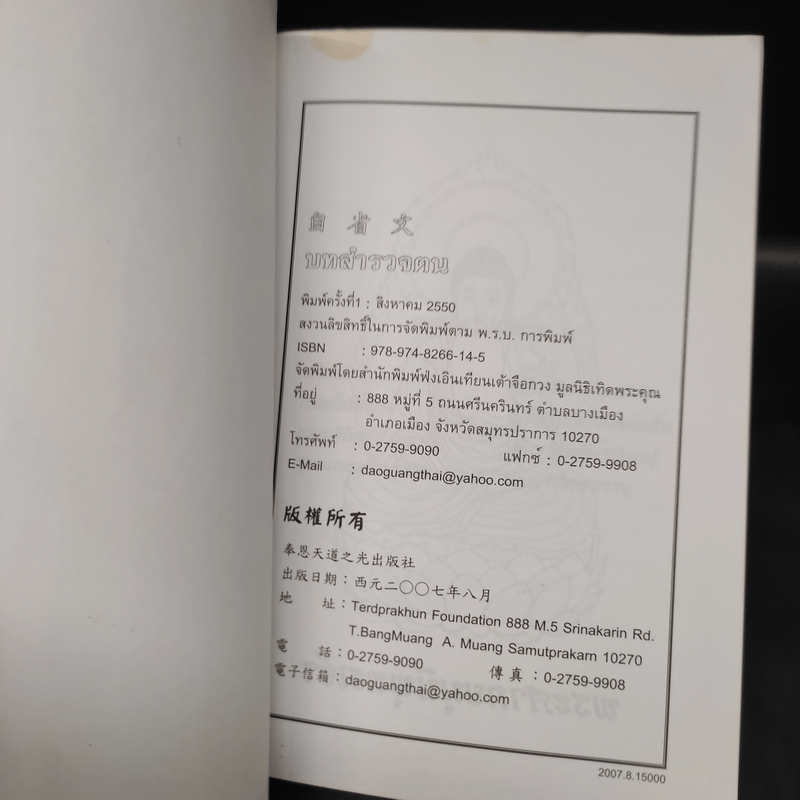 自省文
บทสำรวจตน
พิมพ์ครั้งที่1 : สิงหาคม 2550
สงวนลิขสิทธิ์ในการจัดพิมพ์ตาม พ.ร.บ. การพิมพ์
ISBN : 978-974-8266-14-5
จัดพิมพ์โดยสำนักพิมพ์ฟ่งเอินเทียนเต้าจือกวง มูลนิธิเทิดพระคุณ
ที่อยู่ : 888 หมู่ที่ 5 ถนนศรีนครินทร์ ตำบลบางเมือง
อำเภอเมือง จังหวัดสมุทรปราการ 10270
โทรศัพท์ : 0-2759-9090 แฟกซ์ : 0-2759-9908
E-Mail : daoguangthai@yahoo.com
版權所有
奉恩天道之光出版社
出版日期：西元二〇〇七年八月
地 址：Terdprakhun Foundation 888 M.5 Srinakarin Rd.
T.BangMuang A. Muang Samutprakarn 10270
電 話：0-2759-9090 傳真：0-2759-9908
電子信箱：daoguangthai@yahoo.com
2007.8.15000